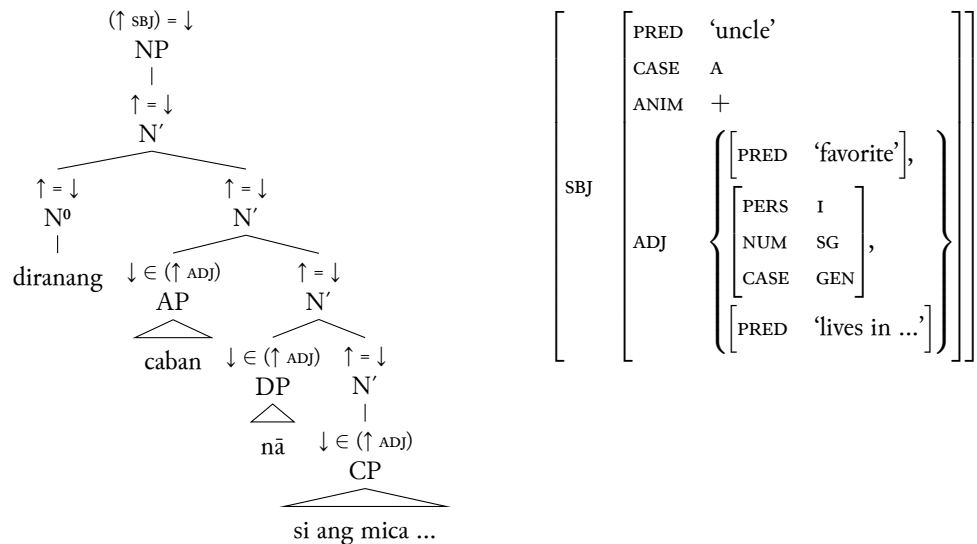 (↑ SBJ) = ↓
NP
↑ = ↓
N′
↑ = ↓ ↑ = ↓
N⁰ N′
diranang ↓ ∈ (↑ ADJ) ↑ = ↓
AP N′
caban ↓ ∈ (↑ ADJ) ↑ = ↓
DP N′
nā ↓ ∈ (↑ ADJ)
CP
si ang mica ...
SBJ
PRED ‘uncle’
CASE A
ANIM +
ADJ
PRED ‘favorite’ ,
PERS I
NUM SG ,
CASE GEN
PRED ‘lives in ...’